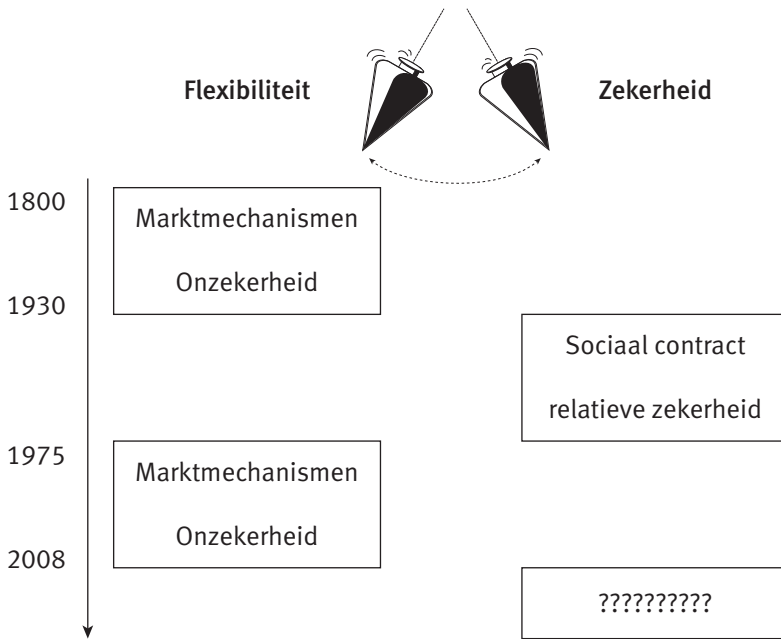 Flexibiliteit
Zekerheid
1800
Marktmechanismen
Onzekerheid
1930
Sociaal contract
relatieve zekerheid
1975
Marktmechanismen
Onzekerheid
2008
??????????